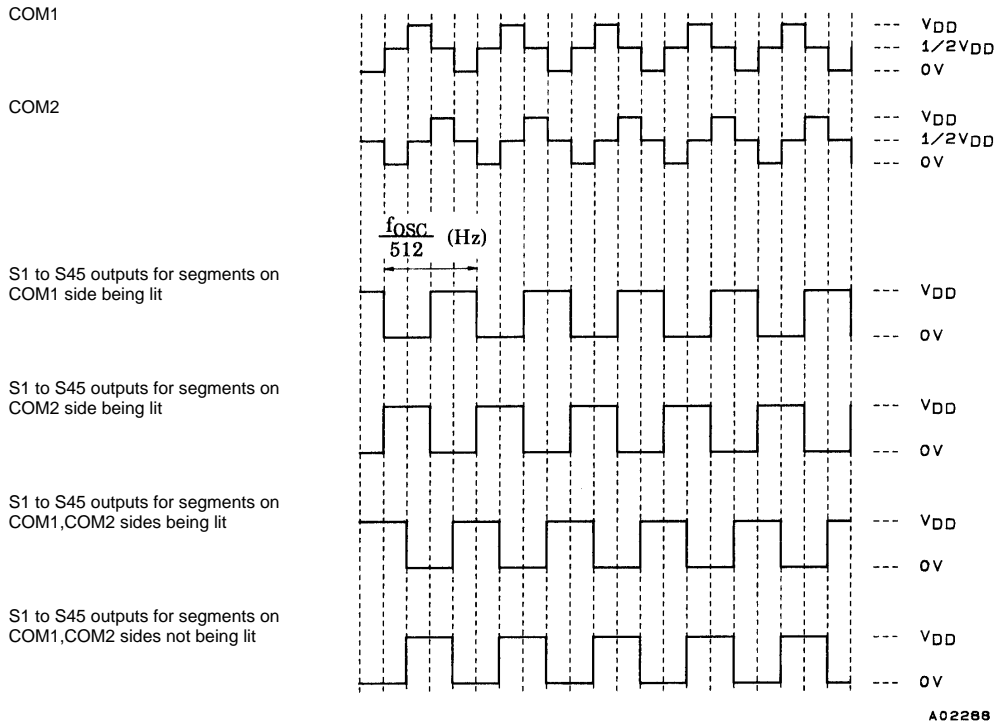 COM1
--- VDD
--- 1/2VDD
--- 0V
COM2
--- VDD
--- 1/2VDD
--- 0V
fOSC
512 (Hz)
S1 to S45 outputs for segments on
COM1 side being lit
--- VDD
--- 0V
S1 to S45 outputs for segments on
COM2 side being lit
--- VDD
--- 0V
S1 to S45 outputs for segments on
COM1,COM2 sides being lit
--- VDD
--- 0V
S1 to S45 outputs for segments on
COM1,COM2 sides not being lit
--- VDD
--- 0V
A02288